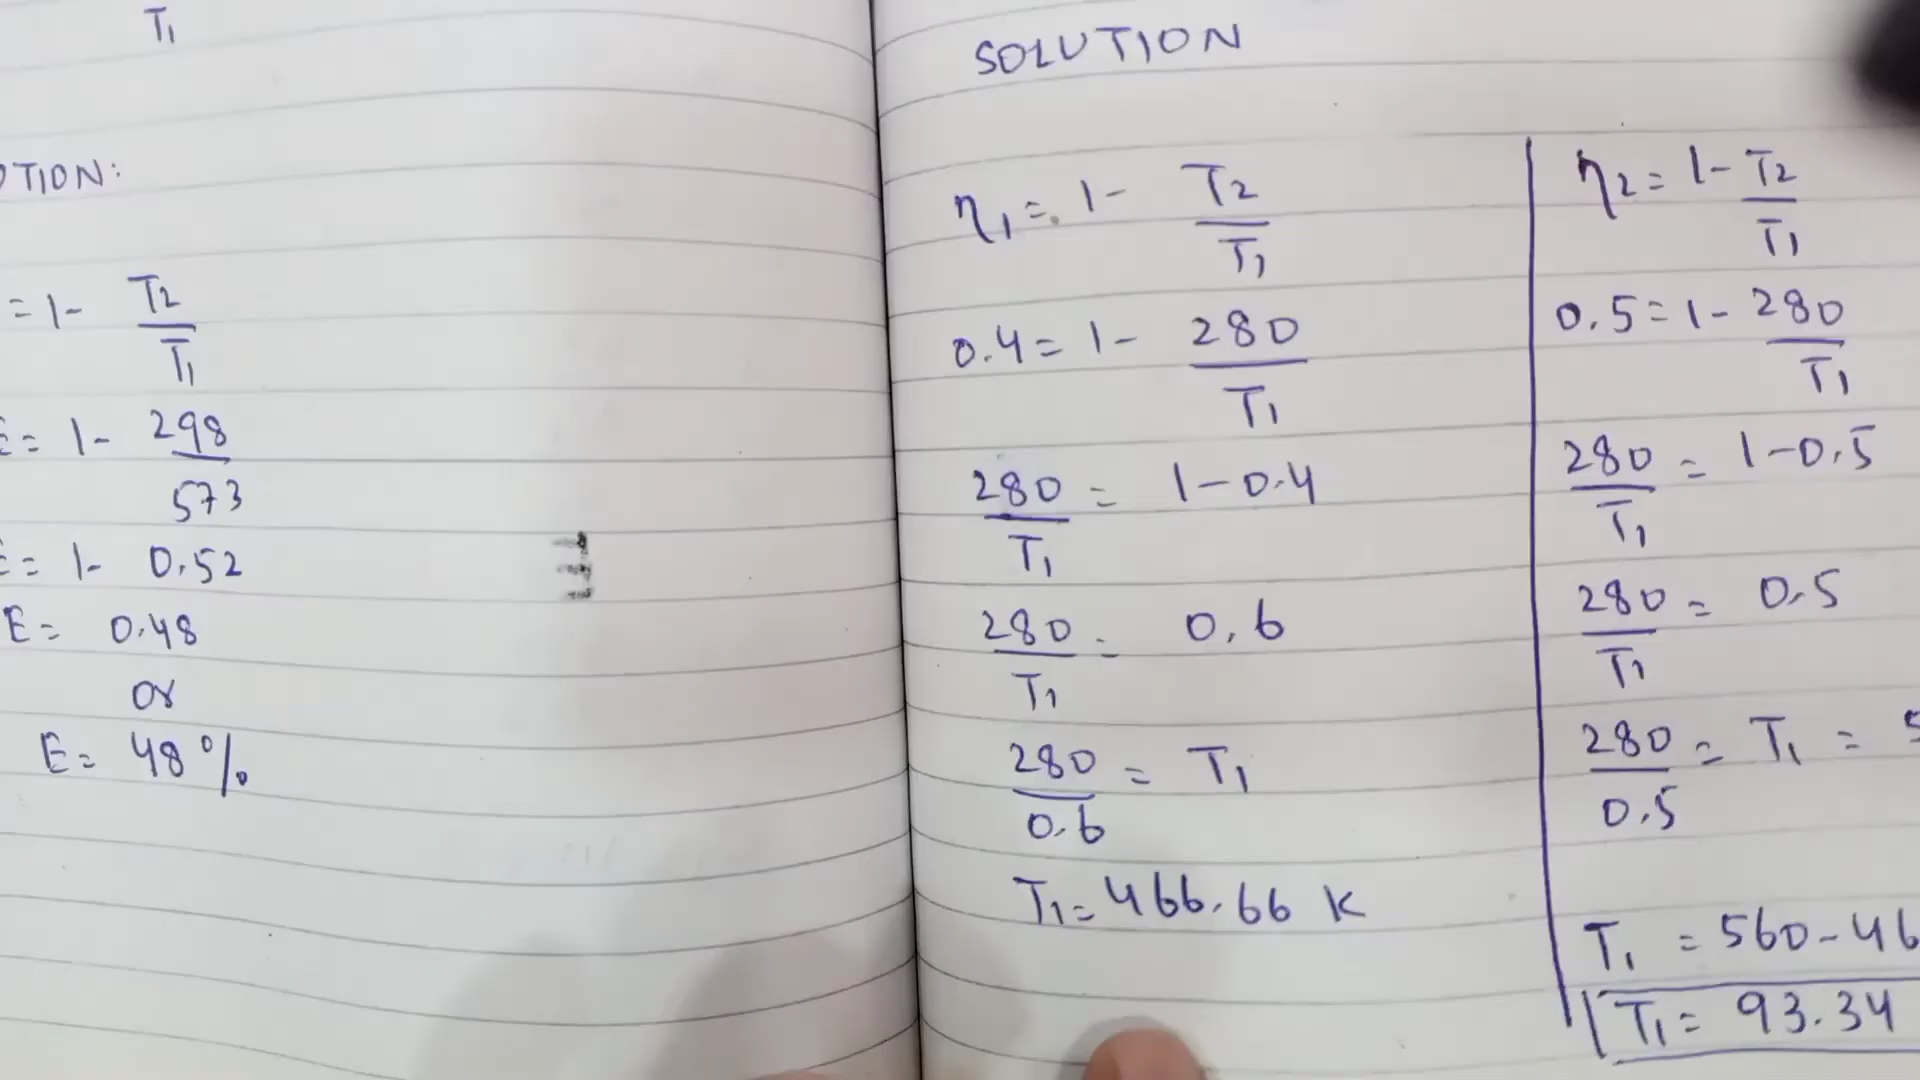 T1
OTION:
= 1- T2
T1
E= 1- 298
573
E= 1- 0.52
E= 0.48
or
E= 48%
SOLUTION
η1= 1- T2
T1
0.4= 1- 280
T1
280 = 1-0.4
T1
280 = 0.6
T1
280 = T1
0.6
T1= 466.66 K
η2= 1- T2
T1
0.5= 1- 280
T1
280 = 1-0.5
T1
280 = 0.5
T1
280 = T1 = 5
0.5
T1 = 560-46
T1= 93.34